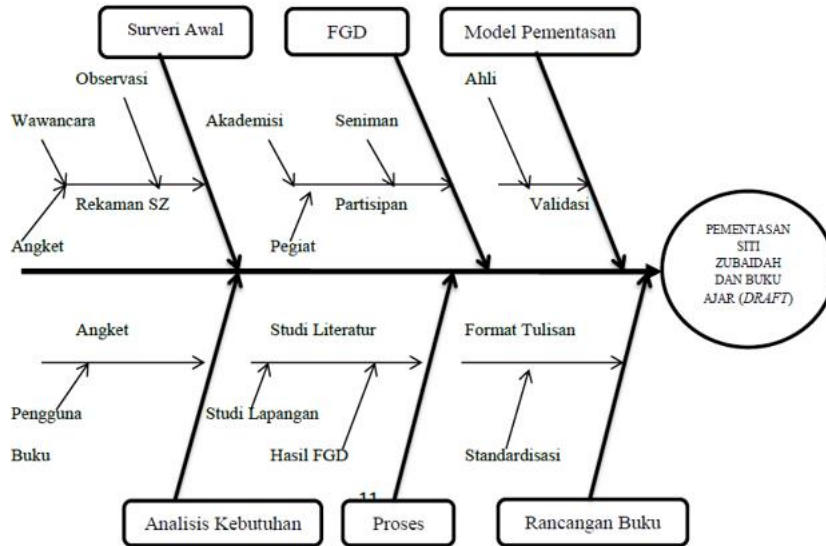 Surveri Awal
FGD
Model Pementasan
Observasi
Ahli
Wawancara
Akademisi
Seniman
Rekaman SZ
Partisipan
Validasi
Angket
Pegiat
PEMENTASAN
SITI
ZUBAIDAH
DAN BUKU
AJAR (DRAFT)
Angket
Studi Literatur
Format Tulisan
Pengguna
Studi Lapangan
Buku
Hasil FGD
Standardisasi
11
Analisis Kebutuhan
Proses
Rancangan Buku